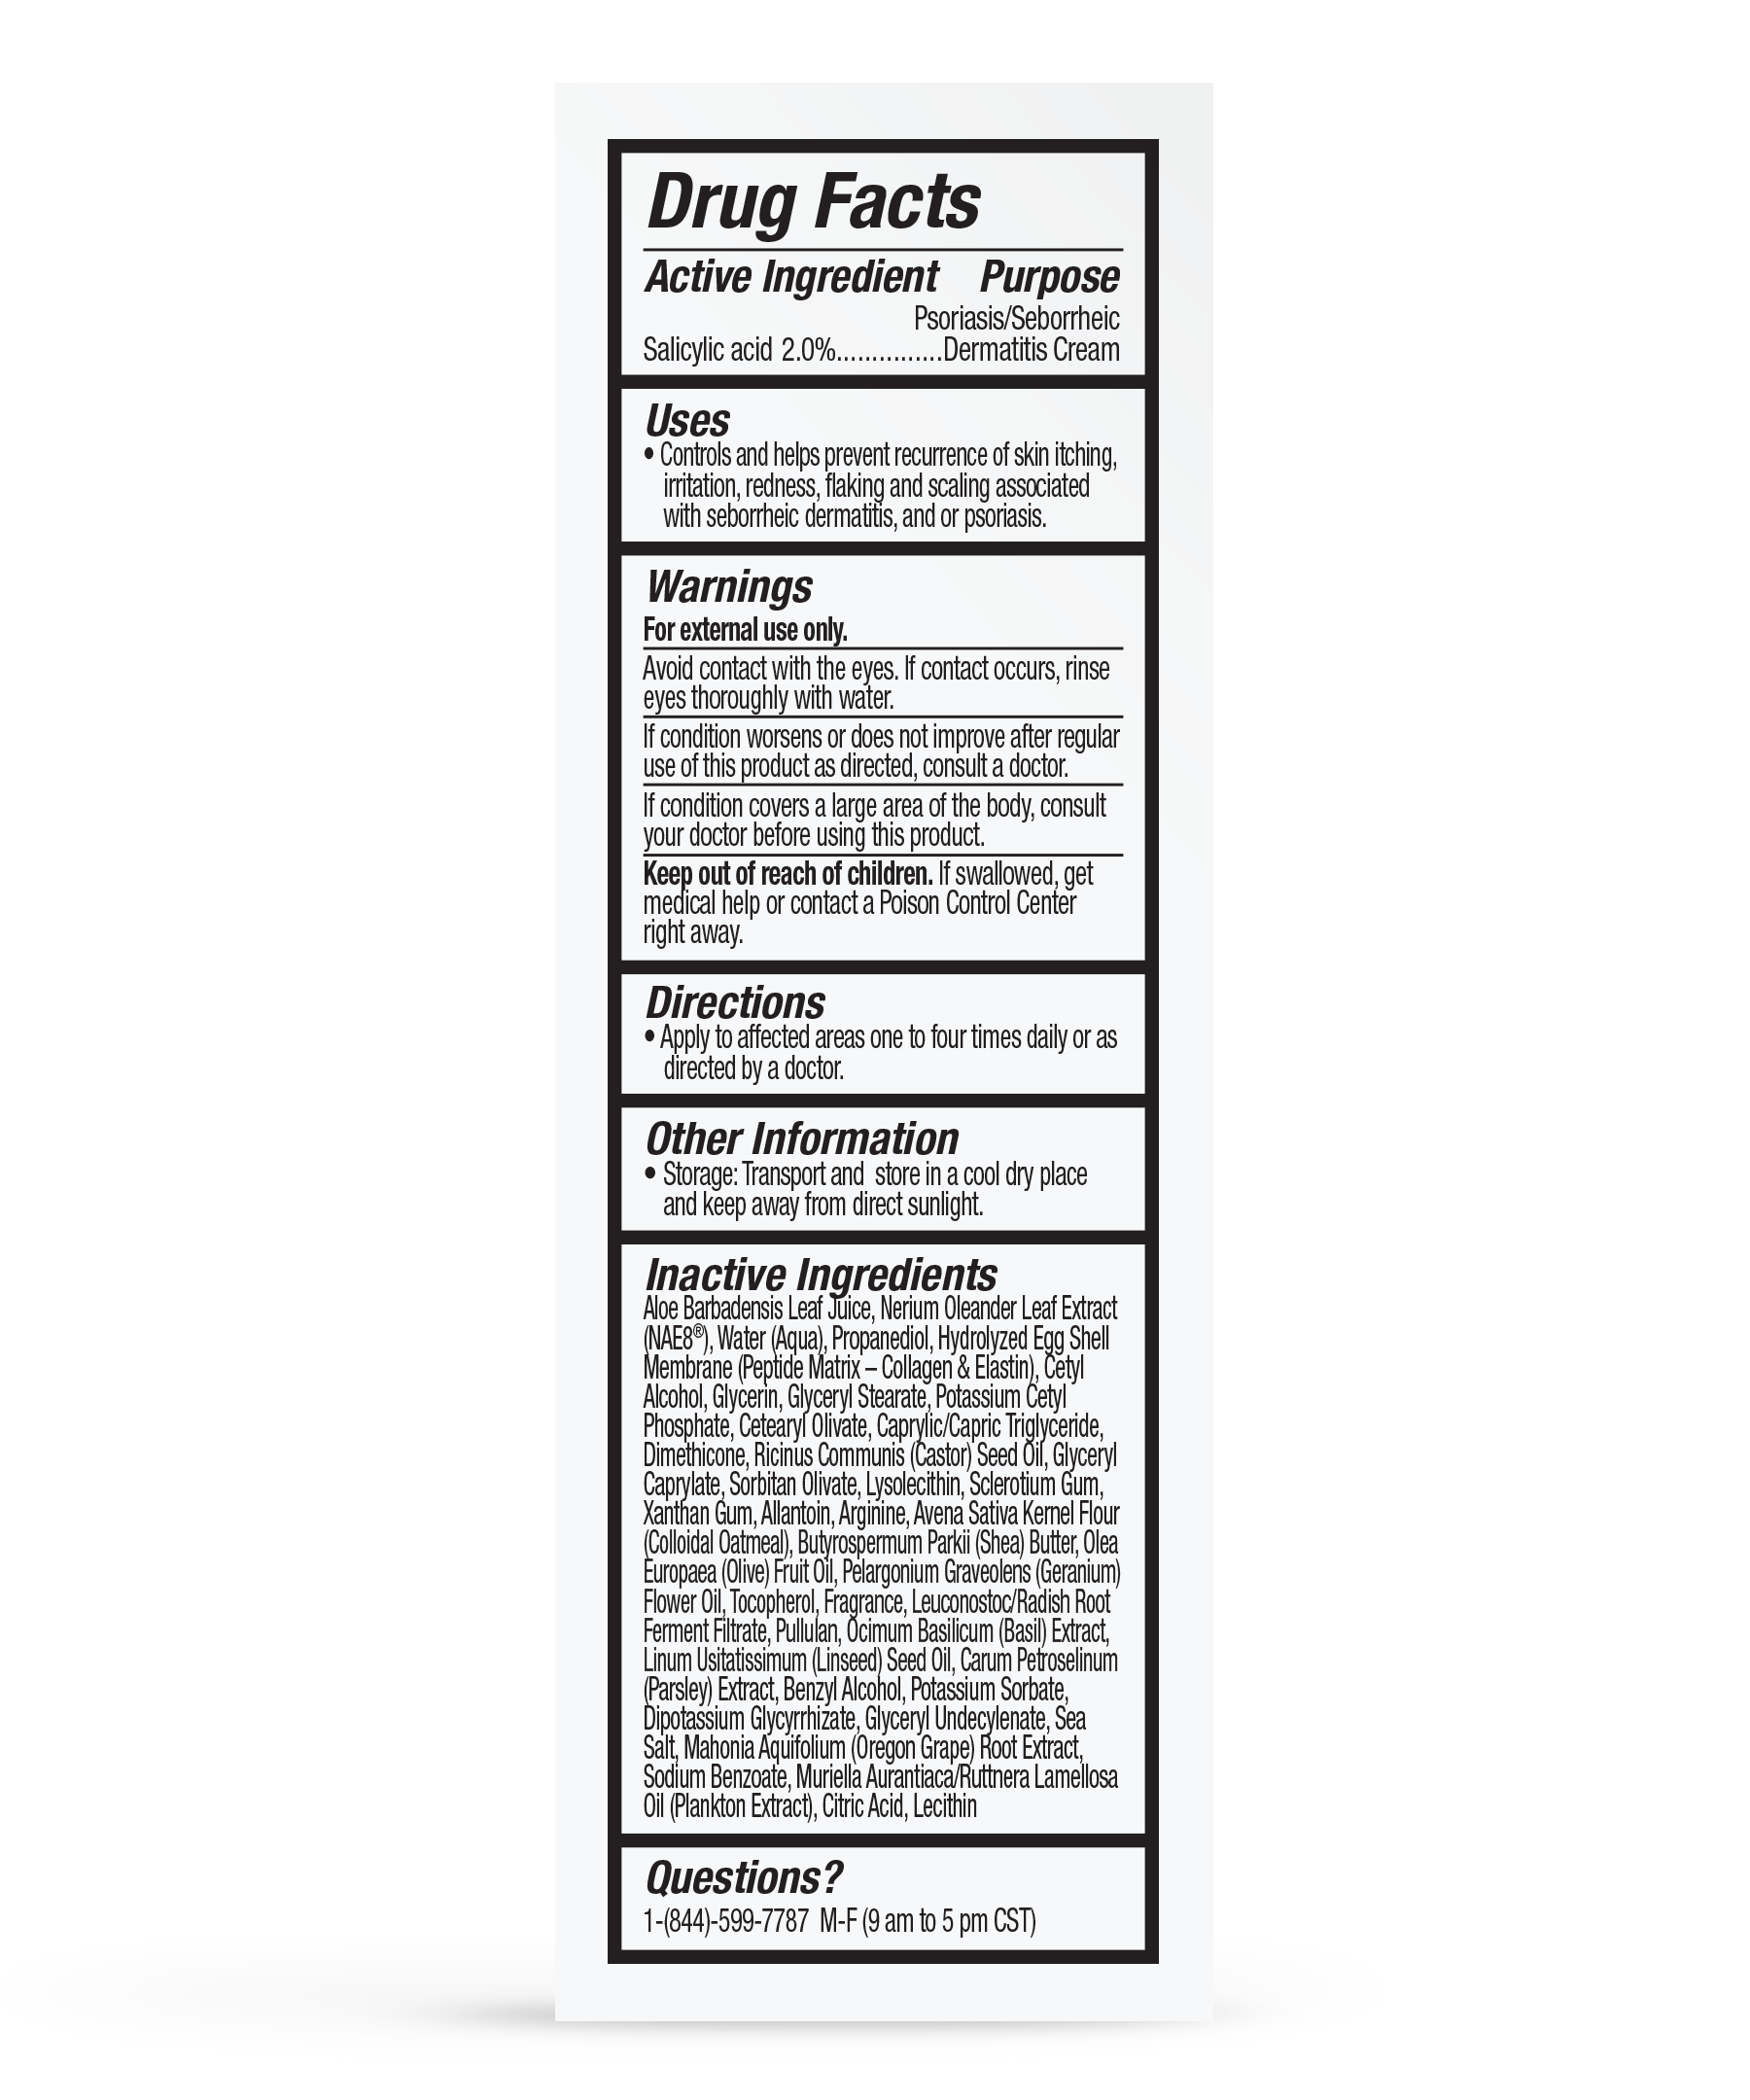 Drug Facts
Active Ingredient Purpose
Psoriasis/Seborrheic
Salicylic acid 2.0%...............Dermatitis Cream
Uses
• Controls and helps prevent recurrence of skin itching,
irritation, redness, flaking and scaling associated
with seborrheic dermatitis, and or psoriasis.
Warnings
For external use only.
Avoid contact with the eyes. If contact occurs, rinse
eyes thoroughly with water.
If condition worsens or does not improve after regular
use of this product as directed, consult a doctor.
If condition covers a large area of the body, consult
your doctor before using this product.
Keep out of reach of children. If swallowed, get
medical help or contact a Poison Control Center
right away.
Directions
• Apply to affected areas one to four times daily or as
directed by a doctor.
Other Information
• Storage: Transport and store in a cool dry place
and keep away from direct sunlight.
Inactive Ingredients
Aloe Barbadensis Leaf Juice, Nerium Oleander Leaf Extract
(NAE8®), Water (Aqua), Propanediol, Hydrolyzed Egg Shell
Membrane (Peptide Matrix – Collagen & Elastin), Cetyl
Alcohol, Glycerin, Glyceryl Stearate, Potassium Cetyl
Phosphate, Cetearyl Olivate, Caprylic/Capric Triglyceride,
Dimethicone, Ricinus Communis (Castor) Seed Oil, Glyceryl
Caprylate, Sorbitan Olivate, Lysolecithin, Sclerotium Gum,
Xanthan Gum, Allantoin, Arginine, Avena Sativa Kernel Flour
(Colloidal Oatmeal), Butyrospermum Parkii (Shea) Butter, Olea
Europaea (Olive) Fruit Oil, Pelargonium Graveolens (Geranium)
Flower Oil, Tocopherol, Fragrance, Leuconostoc/Radish Root
Ferment Filtrate, Pullulan, Ocimum Basilicum (Basil) Extract,
Linum Usitatissimum (Linseed) Seed Oil, Carum Petroselinum
(Parsley) Extract, Benzyl Alcohol, Potassium Sorbate,
Dipotassium Glycyrrhizate, Glyceryl Undecylenate, Sea
Salt, Mahonia Aquifolium (Oregon Grape) Root Extract,
Sodium Benzoate, Muriella Aurantiaca/Ruttnera Lamellosa
Oil (Plankton Extract), Citric Acid, Lecithin
Questions?
1-(844)-599-7787 M-F (9 am to 5 pm CST)